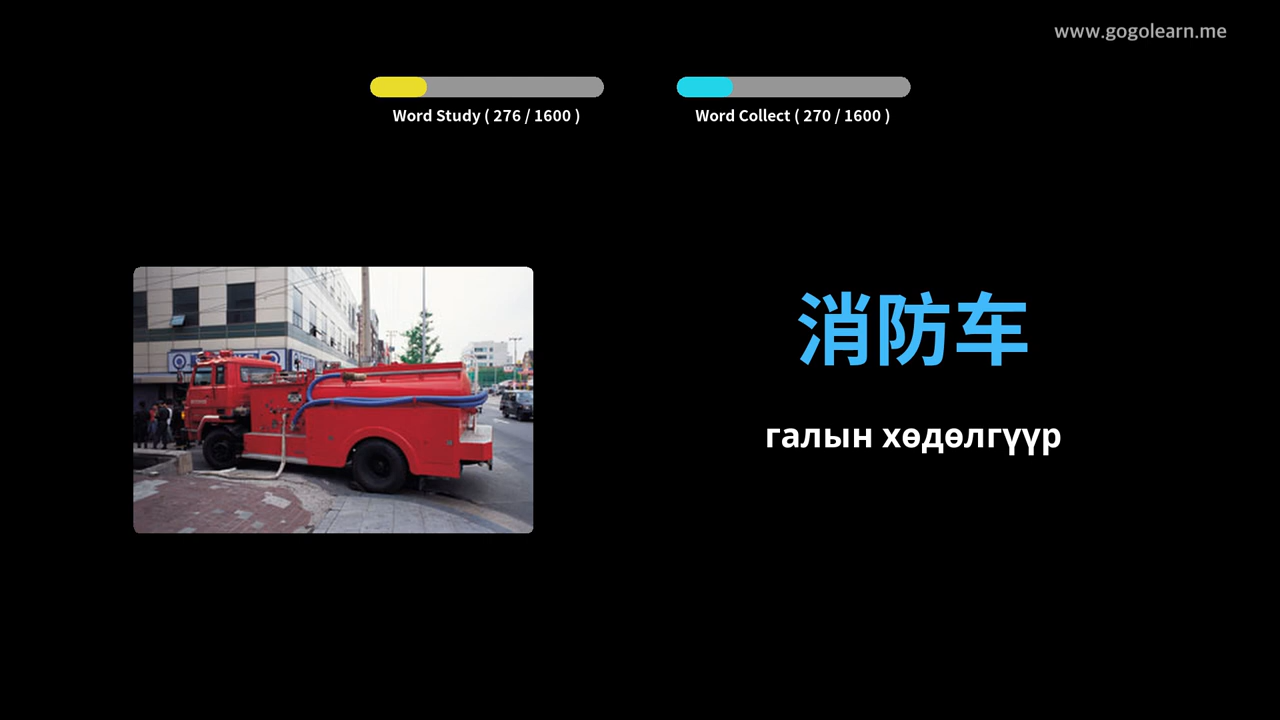 www.gogolearn.me
Word Study ( 276 / 1600 )
Word Collect ( 270 / 1600 )
消防车
галын хөдөлгүүр